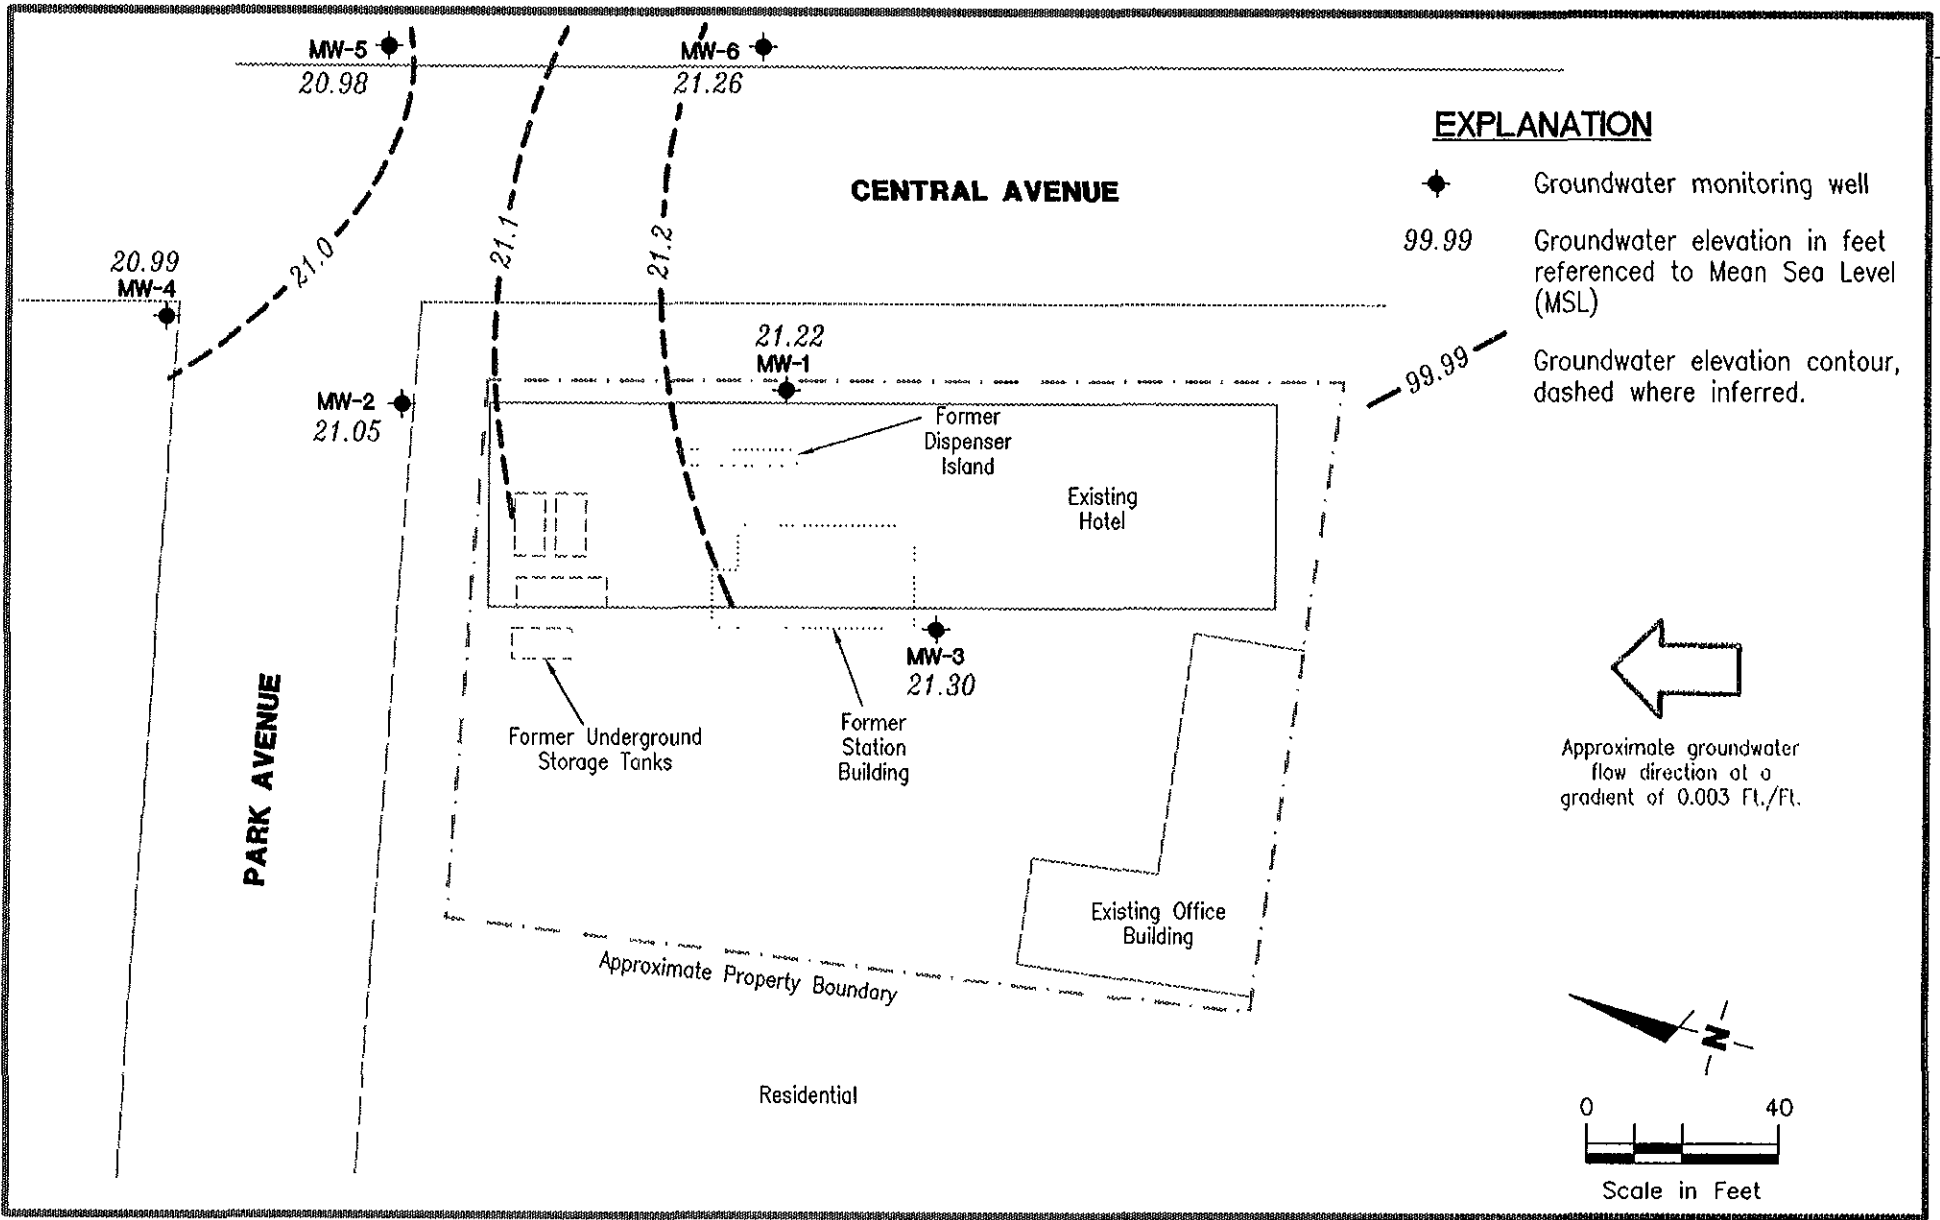 MW-5
20.98
MW-6
21.26
EXPLANATION
Groundwater monitoring well
99.99
Groundwater elevation in feet
referenced to Mean Sea Level
(MSL)
99.99
Groundwater elevation contour,
dashed where inferred.
CENTRAL AVENUE
21.0
21.1
21.2
20.99
MW-4
MW-2
21.05
21.22
MW-1
Former
Dispenser
Island
Existing
Hotel
MW-3
21.30
Former Underground
Storage Tanks
Former
Station
Building
PARK AVENUE
Approximate groundwater
flow direction at a
gradient of 0.003 Ft./Ft.
Existing Office
Building
Approximate Property Boundary
Residential
N
0 40
Scale in Feet